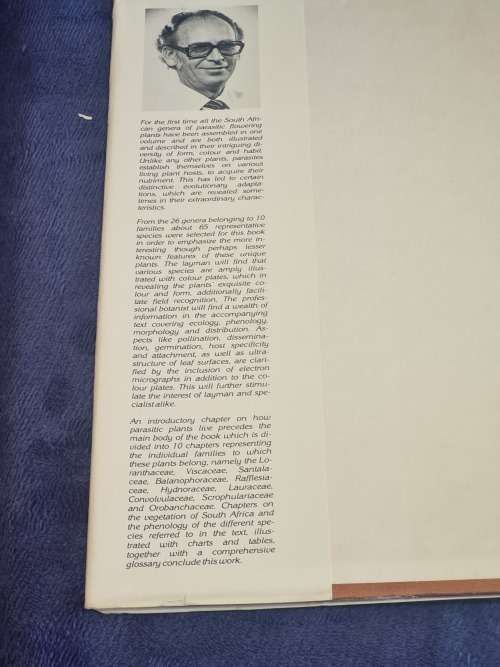 For the first time all the South Afri-
can genera of parasitic flowering
plants have been assembled in one
volume and are both illustrated
and described in their intriguing di-
versity of form, colour and habit.
Unlike any other plants, parasites
establish themselves on various
living plant hosts, to acquire their
nutriment. This has led to certain
distinctive evolutionary adapta-
tions, which are revealed some-
times in their extraordinary charac-
teristics.
From the 26 genera belonging to 10
families about 65 representative
species were selected for this book
in order to emphasize the more in-
teresting though perhaps lesser
known features of these unique
plants. The layman will find that
various species are amply illus-
trated with colour plates, which in
revealing the plants' exquisite co-
lour and form, additionally facili-
tate field recognition. The profes-
sional botanist will find a wealth of
information in the accompanying
text covering ecology, phenology,
morphology and distribution. As-
pects like pollination, dissemina-
tion, germination, host specificity
and attachment, as well as ultra-
structure of leaf surfaces, are clari-
fied by the inclusion of electron
micrographs in addition to the co-
lour plates. This will further stimu-
late the interest of layman and spe-
cialist alike.
An introductory chapter on how
parasitic plants live precedes the
main body of the book which is di-
vided into 10 chapters representing
the individual families to which
these plants belong, namely the Lo-
ranthaceae, Viscaceae, Santala-
ceae, Balanophoraceae, Rafflesia-
ceae, Hydnoraceae, Lauraceae,
Convolvulaceae, Scrophulariaceae
and Orobanchaceae. Chapters on
the vegetation of South Africa and
the phenology of the different spe-
cies referred to in the text, illus-
trated with charts and tables,
together with a comprehensive
glossary conclude this work.